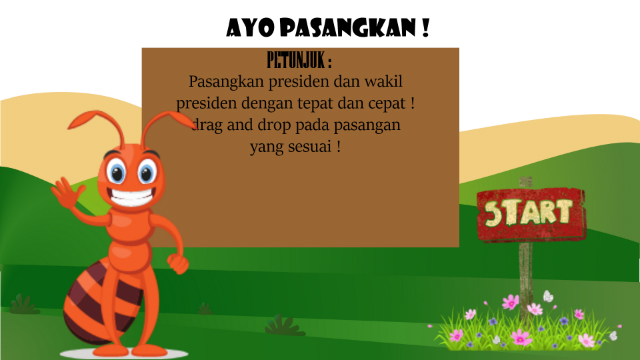 AYO PASANGKAN !
PETUNJUK :
Pasangkan presiden dan wakil
presiden dengan tepat dan cepat !
drag and drop pada pasangan
yang sesuai !
START